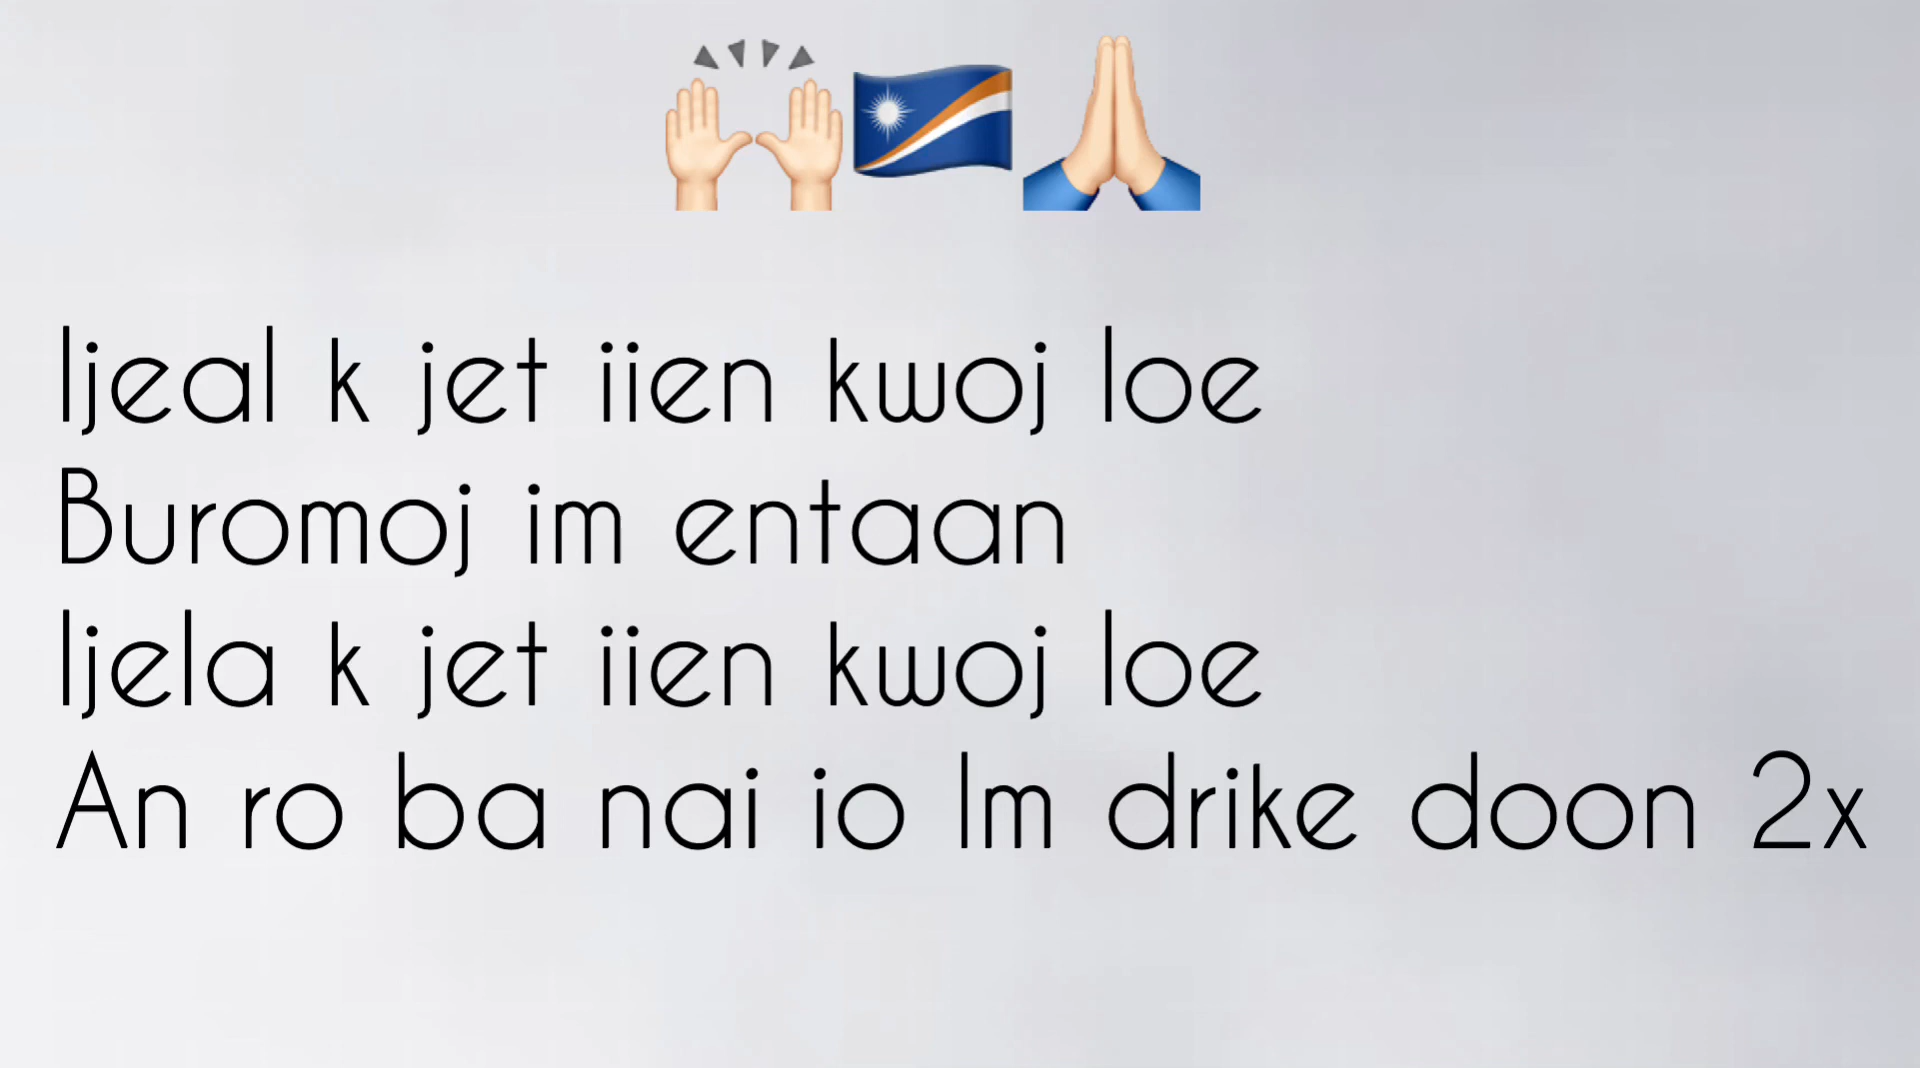 Ijeal k jet iien kwoj loe
Buromoj im entaan
Ijela k jet iien kwoj loe
An ro ba nai io Im drike doon 2x